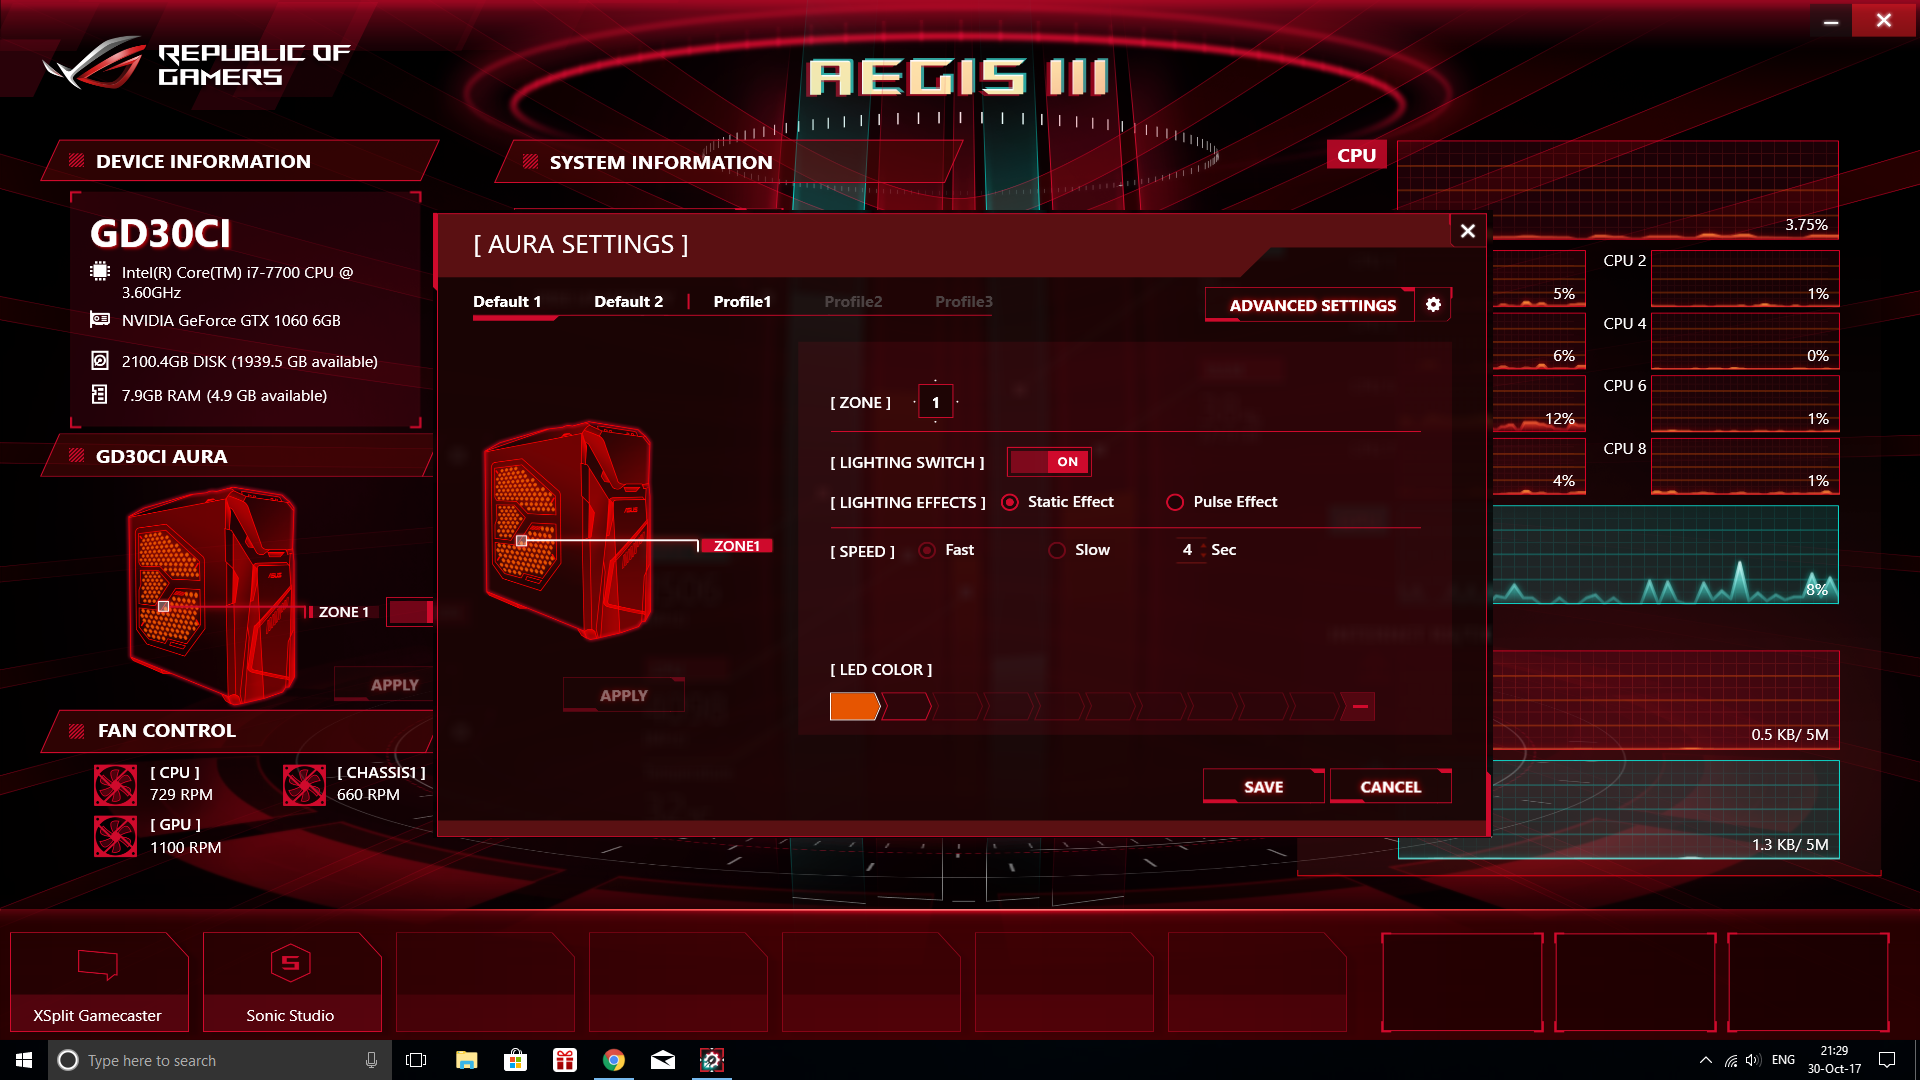 REPUBLIC OF
GAMERS
AEGIS III
DEVICE INFORMATION
GD30CI
Intel(R) Core(TM) i7-7700 CPU @
3.60GHz
NVIDIA GeForce GTX 1060 6GB
2100.4GB DISK (1939.5 GB available)
7.9GB RAM (4.9 GB available)
GD30CI AURA
ZONE 1
APPLY
FAN CONTROL
[ CPU ]
729 RPM
[ CHASSIS1 ]
660 RPM
[ GPU ]
1100 RPM
SYSTEM INFORMATION
[ AURA SETTINGS ]
Default 1
Default 2
Profile1
Profile2
Profile3
ADVANCED SETTINGS
ZONE1
APPLY
[ ZONE ]
1
[ LIGHTING SWITCH ]
ON
[ LIGHTING EFFECTS ]
Static Effect
Pulse Effect
[ SPEED ]
Fast
Slow
4 Sec
[ LED COLOR ]
SAVE
CANCEL
CPU
3.75%
5%
CPU 2
1%
6%
CPU 4
0%
12%
CPU 6
1%
4%
CPU 8
1%
8%
0.5 KB/ 5M
1.3 KB/ 5M
XSplit Gamecaster
Sonic Studio
Type here to search
ENG
21:29
30-Oct-17